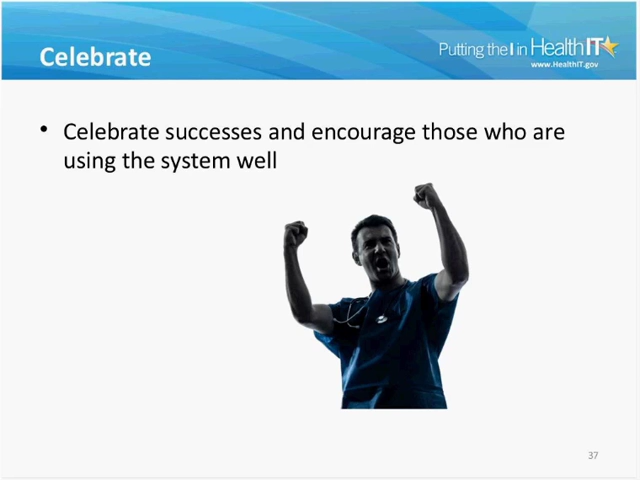 Celebrate
Putting the I in HealthIT
www.HealthIT.gov
• Celebrate successes and encourage those who are
using the system well
37